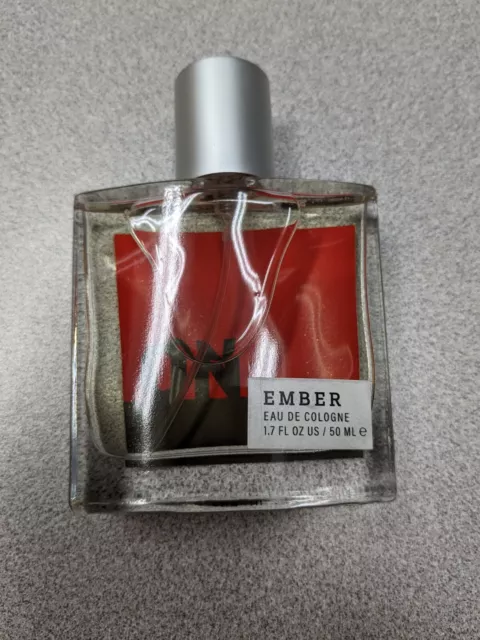 EMBER
EAU DE COLOGNE
1.7 FL OZ US / 50 ML ℮